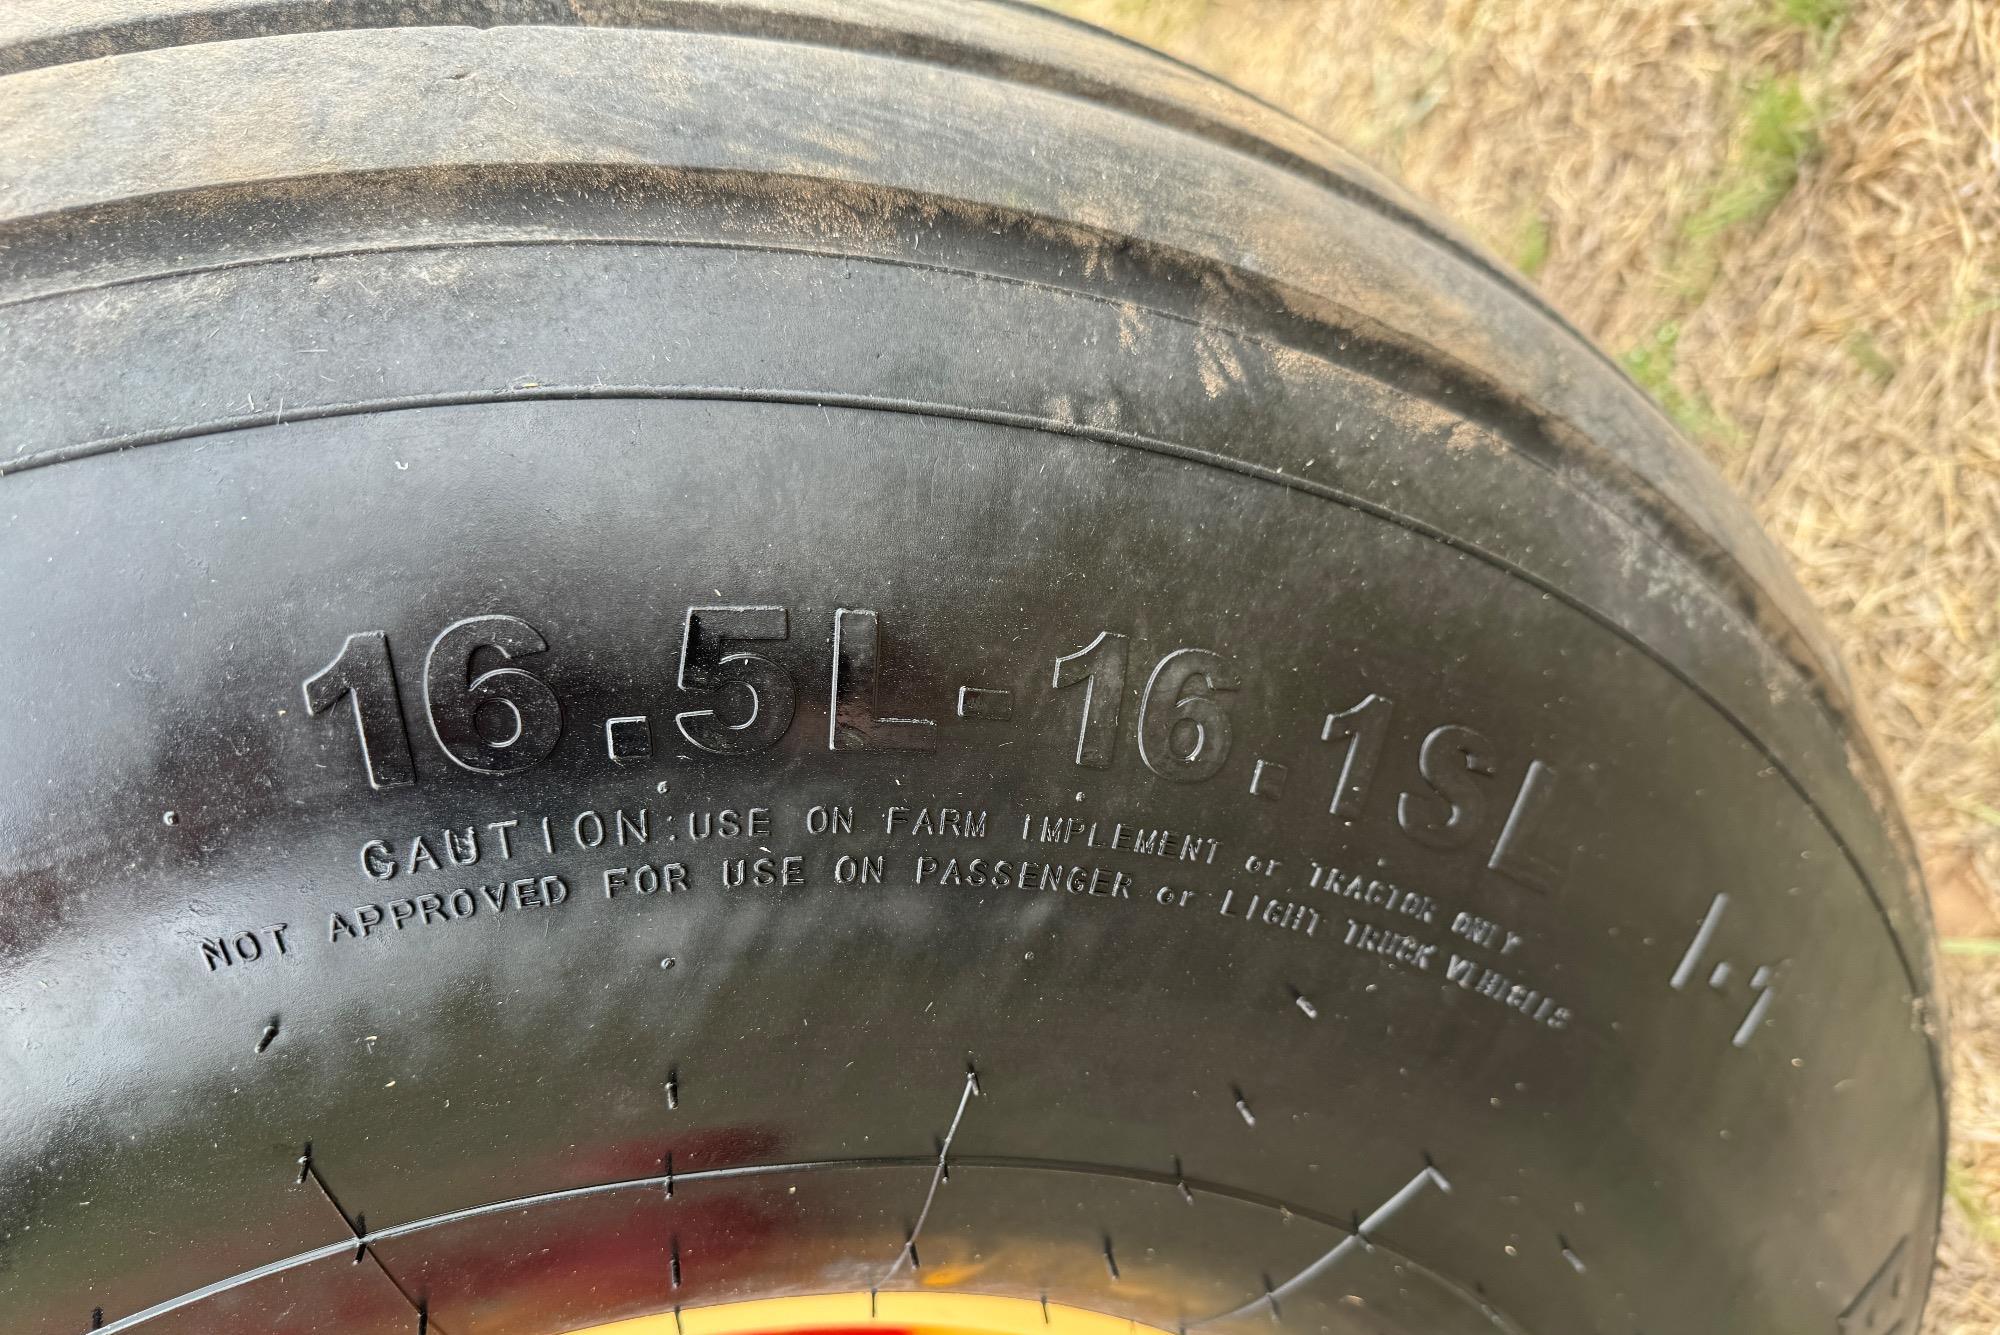 16.5L-16.1SL
CAUTION:USE ON FARM IMPLEMENT or TRACTOR ONLY
NOT APPROVED FOR USE ON PASSENGER or LIGHT TRUCK VEHICLES